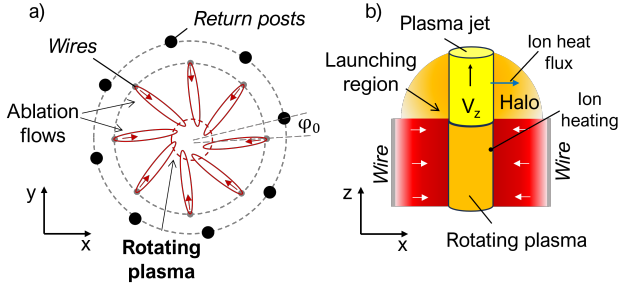 a)
Return posts
Wires
Ablation
flows
φ₀
y
x
Rotating
plasma
b)
Plasma jet
Launching
region
Ion heat
flux
V_z
Halo
Ion
heating
Wire
Wire
z
x
Rotating plasma